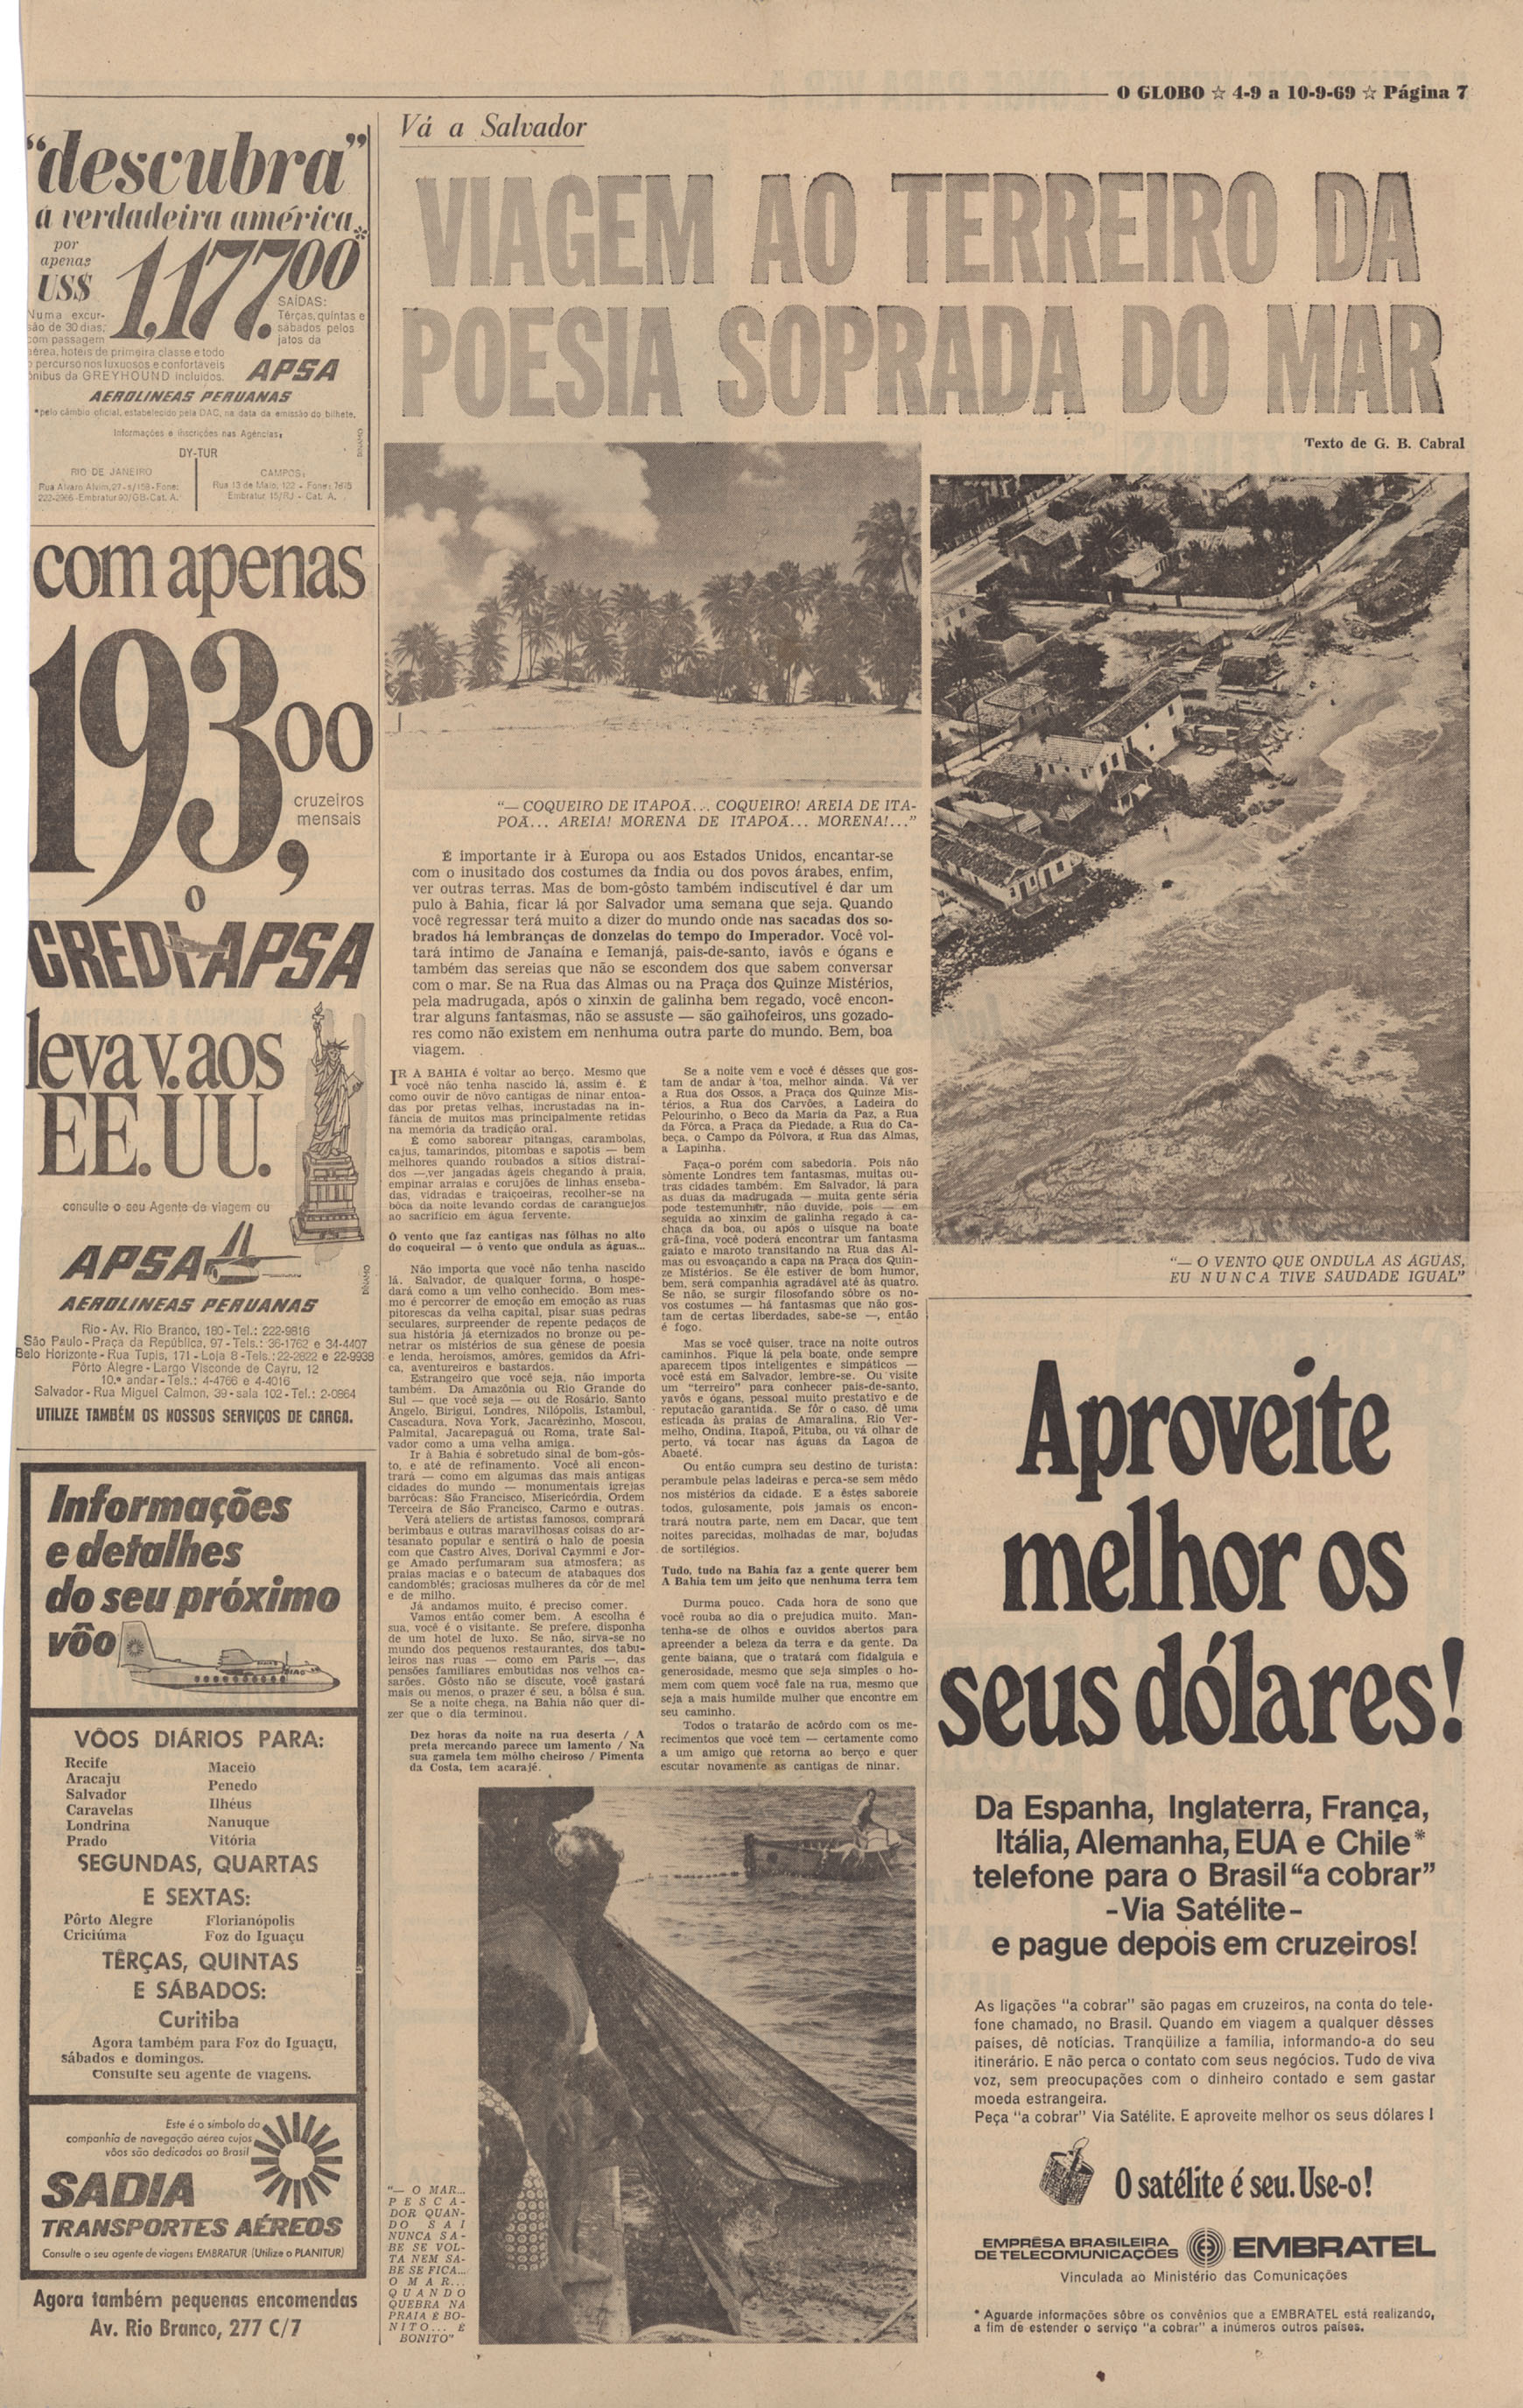 O GLOBO ☆ 4-9 a 10-9-69 ☆ Página 7
"descubra"
a verdadeira américa*
por
apenas
US$ 1,177.00
SAÍDAS:
Têrças, quintas e
sábados pelos
jatos da
Numa excur-
são de 30 dias,
com passagem
aérea, hotéis de primeira classe e todo
o percurso nos luxuosos e confortáveis
ônibus da GREYHOUND incluídos.
APSA
AEROLINEAS PERUANAS
*pelo câmbio oficial, estabelecido pela DAC, na data da emissão do bilhete.
Informações e inscrições nas Agências:
DY-TUR
RIO DE JANEIRO
Rua Alvaro Alvim, 27-s/158-Fone:
222-2966-Embratur 90/GB-Cat. A.
CAMPOS:
Rua 13 de Maio, 122 - Fone: 1615
Embratur 15/RJ - Cat. A.
com apenas
193,00
cruzeiros
mensais
o
CREDI-APSA
leva v. aos
EE.UU.
consulte o seu Agente de viagem ou
APSA
AEROLINEAS PERUANAS
Rio - Av. Rio Branco, 180 - Tel.: 222-9816
São Paulo - Praça da República, 97 - Tels.: 36-1762 e 34-4407
Belo Horizonte - Rua Tupis, 171 - Loja 8 - Tels.: 22-2822 e 22-9938
Pôrto Alegre - Largo Visconde de Cayru, 12
10.º andar - Tels.: 4-4766 e 4-4016
Salvador - Rua Miguel Calmon, 39 - sala 102 - Tel.: 2-0864
UTILIZE TAMBÉM OS NOSSOS SERVIÇOS DE CARGA.
Informações
e detalhes
do seu próximo
vôo
VÔOS DIÁRIOS PARA:
Recife
Aracaju
Salvador
Caravelas
Londrina
Prado
Maceio
Penedo
Ilhéus
Nanuque
Vitória
SEGUNDAS, QUARTAS
E SEXTAS:
Pôrto Alegre
Criciúma
Florianópolis
Foz do Iguaçu
TÊRÇAS, QUINTAS
E SÁBADOS:
Curitiba
Agora também para Foz do Iguaçu,
sábados e domingos.
Consulte seu agente de viagens.
Este é o símbolo da
companhia de navegação aérea cujos
vôos são dedicados ao Brasil
SADIA
TRANSPORTES AÉREOS
Consulte o seu agente de viagens EMBRATUR (Utilize o PLANITUR)
Agora também pequenas encomendas
Av. Rio Branco, 277 C/7
Vá a Salvador
VIAGEM AO TERREIRO DA
POESIA SOPRADA DO MAR
Texto de G. B. Cabral
"— COQUEIRO DE ITAPOÃ... COQUEIRO! AREIA DE ITA-
POÃ... AREIA! MORENA DE ITAPOÃ... MORENA!..."
É importante ir à Europa ou aos Estados Unidos, encantar-se
com o inusitado dos costumes da Índia ou dos povos árabes, enfim,
ver outras terras. Mas de bom-gôsto também indiscutível é dar um
pulo à Bahia, ficar lá por Salvador uma semana que seja. Quando
você regressar terá muito a dizer do mundo onde nas sacadas dos so-
brados há lembranças de donzelas do tempo do Imperador. Você vol-
tará íntimo de Janaína e Iemanjá, pais-de-santo, iavôs e ógans e
também das sereias que não se escondem dos que sabem conversar
com o mar. Se na Rua das Almas ou na Praça dos Quinze Mistérios,
pela madrugada, após o xinxin de galinha bem regado, você encon-
trar alguns fantasmas, não se assuste — são galhofeiros, uns gozado-
res como não existem em nenhuma outra parte do mundo. Bem, boa
viagem.
IR A BAHIA é voltar ao berço. Mesmo que
você não tenha nascido lá, assim é. É
como ouvir de nôvo cantigas de ninar entoa-
das por pretas velhas, incrustadas na in-
fância de muitos mas principalmente retidas
na memória da tradição oral.
É como saborear pitangas, carambolas,
cajus, tamarindos, pitombas e sapotis — bem
melhores quando roubados a sítios distraí-
dos —, ver jangadas ágeis chegando à praia,
empinar arraias e corujões de linhas enseba-
das, vidradas e traiçoeiras, recolher-se na
bôca da noite levando cordas de caranguejos
ao sacrifício em água fervente.
O vento que faz cantigas nas fôlhas no alto
do coqueiral — ó vento que ondula as águas...
Não importa que você não tenha nascido
lá. Salvador, de qualquer forma, o hospe-
dará como a um velho conhecido. Bom mes-
mo é percorrer de emoção em emoção as ruas
pitorescas da velha capital, pisar suas pedras
seculares, surpreender de repente pedaços de
sua história já eternizados no bronze ou pe-
netrar os mistérios de sua gênese de poesia
e lenda, heroísmos, amôres, gemidos da Áfri-
ca, aventureiros e bastardos.
Estrangeiro que você seja, não importa
também. Da Amazônia ou Rio Grande do
Sul — que você seja — ou de Rosário, Santo
Angelo, Birigui, Londres, Nilópolis, Istambul,
Cascadura, Nova York, Jacarèzinho, Moscou,
Palmital, Jacarepaguá ou Roma, trate Sal-
vador como a uma velha amiga.
Ir à Bahia é sobretudo sinal de bom-gôs-
to, e até de refinamento. Você ali encon-
trará — como em algumas das mais antigas
cidades do mundo — monumentais igrejas
barrôcas: São Francisco, Misericórdia, Ordem
Terceira de São Francisco, Carmo e outras.
Verá ateliers de artistas famosos, comprará
berimbaus e outras maravilhosas coisas do ar-
tesanato popular e sentirá o halo de poesia
com que Castro Alves, Dorival Caymmi e Jor-
ge Amado perfumaram sua atmosfera; as
praias macias e o batecum de atabaques dos
candomblés; graciosas mulheres da côr de mel
e de milho.
Já andamos muito, é preciso comer.
Vamos então comer bem. A escolha é
sua, você é o visitante. Se prefere, disponha
de um hotel de luxo. Se não, sirva-se no
mundo dos pequenos restaurantes, dos tabu-
leiros nas ruas — como em Paris —, das
pensões familiares embutidas nos velhos ca-
sarões. Gôsto não se discute, você gastará
mais ou menos, o prazer é seu, a bôlsa é sua.
Se a noite chega, na Bahia não quer di-
zer que o dia terminou.
Dez horas da noite na rua deserta / A
preta mercando parece um lamento / Na
sua gamela tem môlho cheiroso / Pimenta
da Costa, tem acarajé.
Se a noite vem e você é dêsses que gos-
tam de andar à toa, melhor ainda. Vá ver
a Rua dos Ossos, a Praça dos Quinze Mis-
térios, a Rua dos Carvões, a Ladeira do
Pelourinho, o Beco da Maria da Paz, a Rua
da Fôrca, a Praça da Piedade, a Rua do Ca-
beça, o Campo da Pólvora, a Rua das Almas,
a Lapinha.
Faça-o porém com sabedoria. Pois não
sòmente Londres tem fantasmas, muitas ou-
tras cidades também. Em Salvador, lá para
as duas da madrugada — muita gente séria
pode testemunhar, não duvide, pois — em
seguida ao xinxim de galinha regado à ca-
chaça da boa, ou após o uísque na boate
grã-fina, você poderá encontrar um fantasma
gaiato e maroto transitando na Rua das Al-
mas ou esvoaçando a capa na Praça dos Quin-
ze Mistérios. Se êle estiver de bom humor,
bem, será companhia agradável até às quatro.
Se não, se surgir filosofando sôbre os no-
vos costumes — há fantasmas que não gos-
tam de certas liberdades, sabe-se —, então
é fogo.
Mas se você quiser, trace na noite outros
caminhos. Fique lá pela boate, onde sempre
aparecem tipos inteligentes e simpáticos —
você está em Salvador, lembre-se. Ou visite
um "terreiro" para conhecer pais-de-santo,
yavôs e ógans, pessoal muito prestativo e de
reputação garantida. Se fôr o caso, dê uma
esticada às praias de Amaralina, Rio Ver-
melho, Ondina, Itapoã, Pituba, ou vá olhar de
perto, vá tocar nas águas da Lagoa de
Abaeté.
Ou então cumpra seu destino de turista:
perambule pelas ladeiras e perca-se sem mêdo
nos mistérios da cidade. E a êstes saboreie
todos, gulosamente, pois jamais os encon-
trará noutra parte, nem em Dacar, que tem
noites parecidas, molhadas de mar, bojudas
de sortilégios.
Tudo, tudo na Bahia faz a gente querer bem
A Bahia tem um jeito que nenhuma terra tem
Durma pouco. Cada hora de sono que
você rouba ao dia o prejudica muito. Man-
tenha-se de olhos e ouvidos abertos para
apreender a beleza da terra e da gente. Da
gente baiana, que o tratará com fidalguia e
generosidade, mesmo que seja simples o ho-
mem com quem você fale na rua, mesmo que
seja a mais humilde mulher que encontre em
seu caminho.
Todos o tratarão de acôrdo com os me-
recimentos que você tem — certamente como
a um amigo que retorna ao berço e quer
escutar novamente as cantigas de ninar.
"— O MAR...
PESCA-
DOR QUAN-
DO SAI
NUNCA SA-
BE SE VOL-
TA NEM SA-
BE SE FICA...
O MAR...
QUANDO
QUEBRA NA
PRAIA É BO-
NITO... É
BONITO"
"— O VENTO QUE ONDULA AS ÁGUAS,
EU NUNCA TIVE SAUDADE IGUAL"
Aproveite
melhor os
seus dólares!
Da Espanha, Inglaterra, França,
Itália, Alemanha, EUA e Chile*
telefone para o Brasil "a cobrar"
-Via Satélite-
e pague depois em cruzeiros!
As ligações "a cobrar" são pagas em cruzeiros, na conta do tele-
fone chamado, no Brasil. Quando em viagem a qualquer dêsses
países, dê notícias. Tranqüilize a família, informando-a do seu
itinerário. E não perca o contato com seus negócios. Tudo de viva
voz, sem preocupações com o dinheiro contado e sem gastar
moeda estrangeira.
Peça "a cobrar" Via Satélite. E aproveite melhor os seus dólares !
O satélite é seu. Use-o!
EMPRÊSA BRASILEIRA
DE TELECOMUNICAÇÕES
EMBRATEL
Vinculada ao Ministério das Comunicações
* Aguarde informações sôbre os convênios que a EMBRATEL está realizando,
a fim de estender o serviço "a cobrar" a inúmeros outros países.